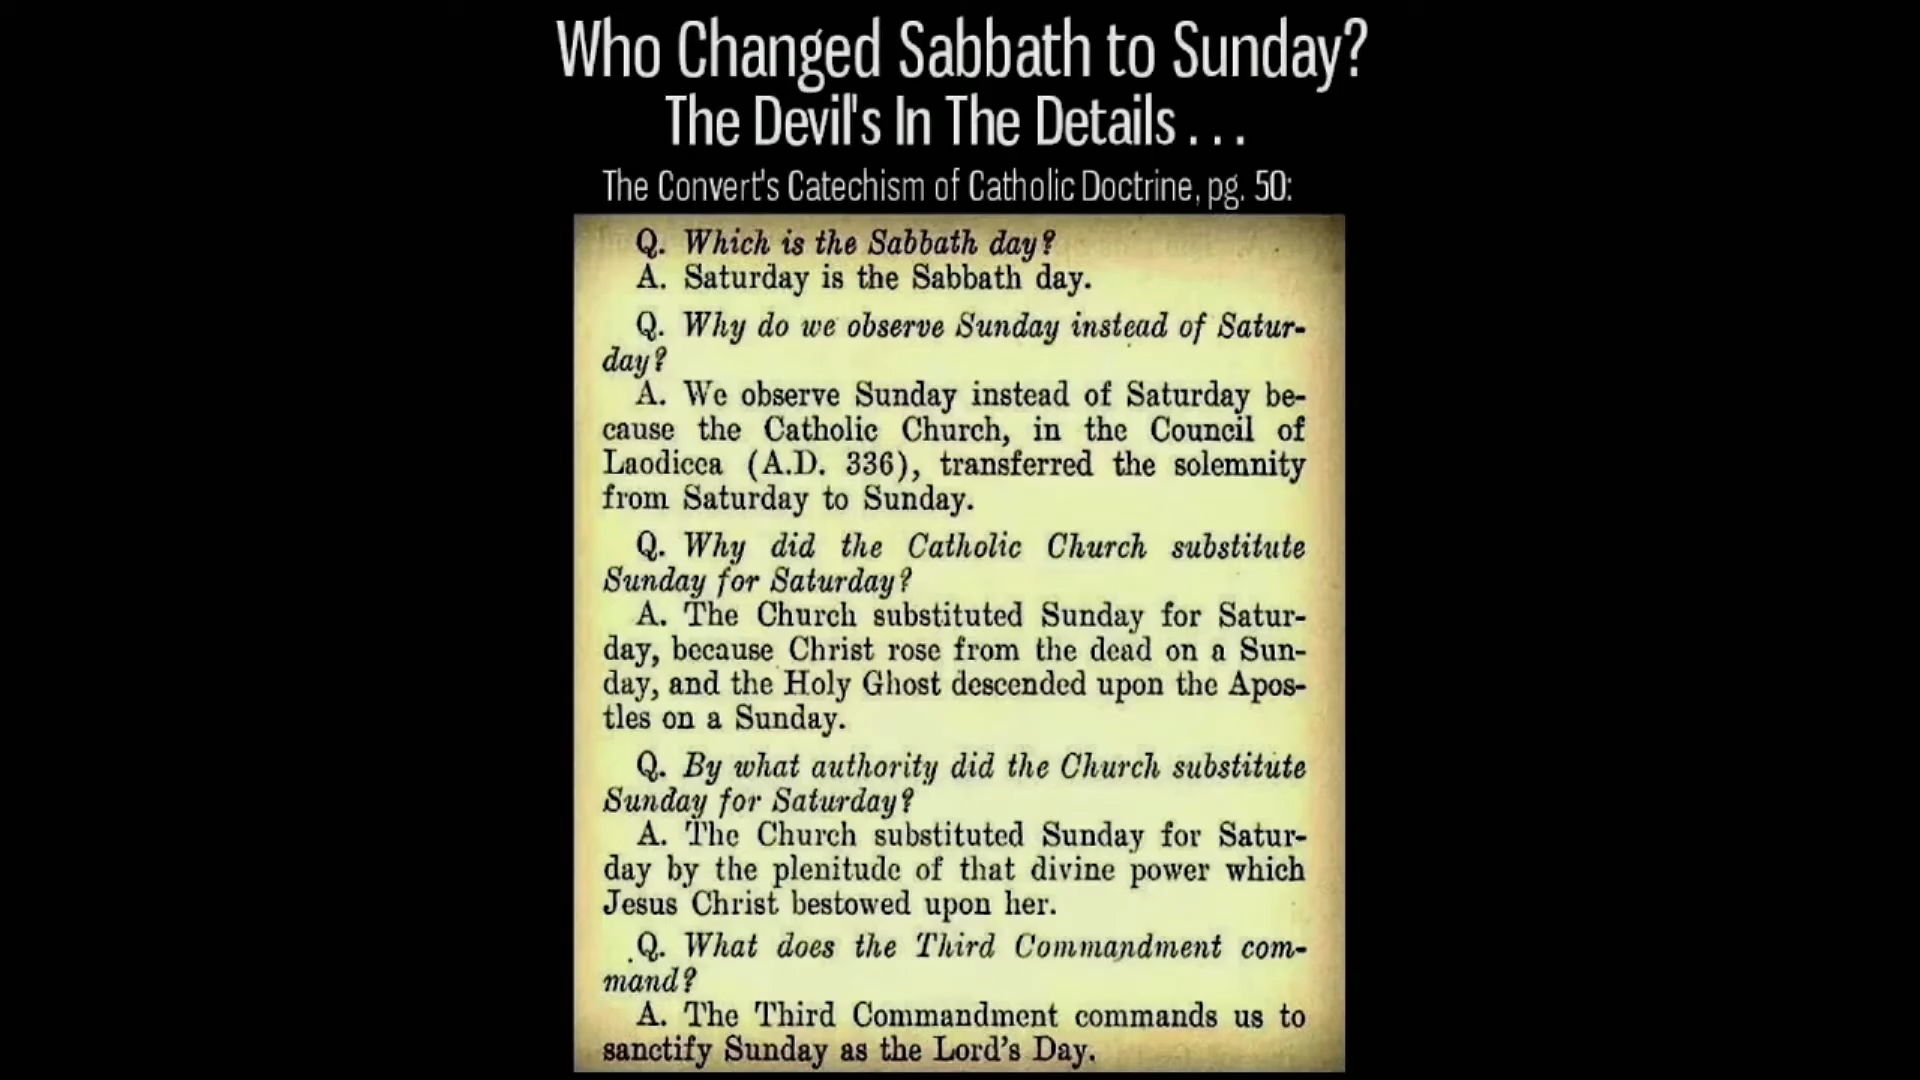 Who Changed Sabbath to Sunday?
The Devil's In The Details . . .
The Convert's Catechism of Catholic Doctrine, pg. 50:
Q. Which is the Sabbath day?
A. Saturday is the Sabbath day.
Q. Why do we observe Sunday instead of Satur-
day?
A. We observe Sunday instead of Saturday be-
cause the Catholic Church, in the Council of
Laodicea (A.D. 336), transferred the solemnity
from Saturday to Sunday.
Q. Why did the Catholic Church substitute
Sunday for Saturday?
A. The Church substituted Sunday for Satur-
day, because Christ rose from the dead on a Sun-
day, and the Holy Ghost descended upon the Apos-
tles on a Sunday.
Q. By what authority did the Church substitute
Sunday for Saturday?
A. The Church substituted Sunday for Satur-
day by the plenitude of that divine power which
Jesus Christ bestowed upon her.
Q. What does the Third Commandment com-
mand?
A. The Third Commandment commands us to
sanctify Sunday as the Lord's Day.